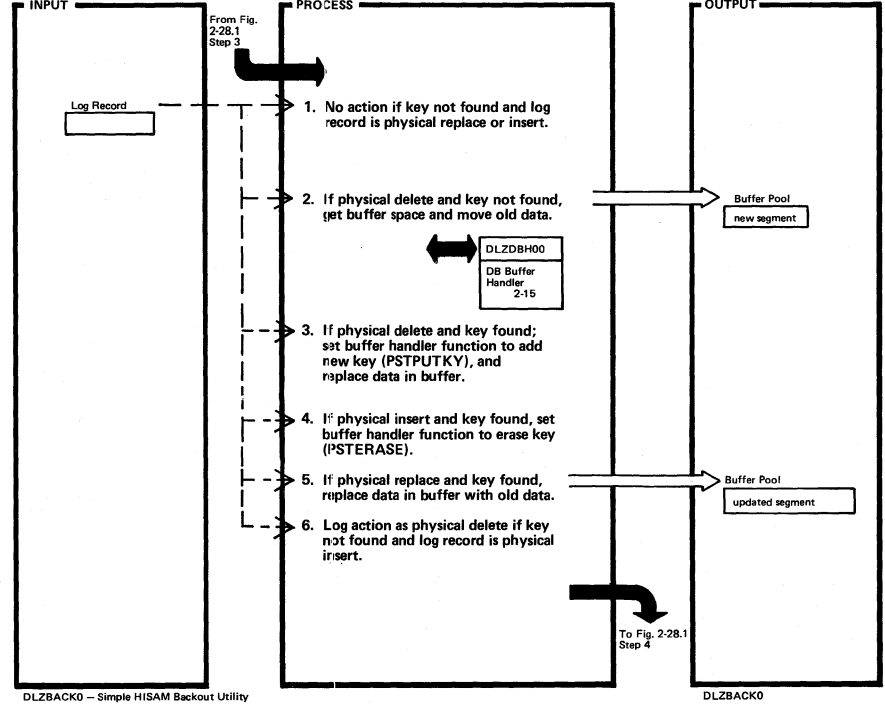 INPUT
PROCESS
OUTPUT
From Fig.
2-28.1
Step 3
Log Record
1. No action if key not found and log
record is physical replace or insert.
2. If physical delete and key not found,
get buffer space and move old data.
Buffer Pool
new segment
DLZDBH00
DB Buffer
Handler
2-15
3. If physical delete and key found;
set buffer handler function to add
new key (PSTPUTKY), and
replace data in buffer.
4. If physical insert and key found, set
buffer handler function to erase key
(PSTERASE).
5. If physical replace and key found,
replace data in buffer with old data.
Buffer Pool
updated segment
6. Log action as physical delete if key
not found and log record is physical
insert.
To Fig. 2-28.1
Step 4
DLZBACK0 – Simple HISAM Backout Utility
DLZBACK0